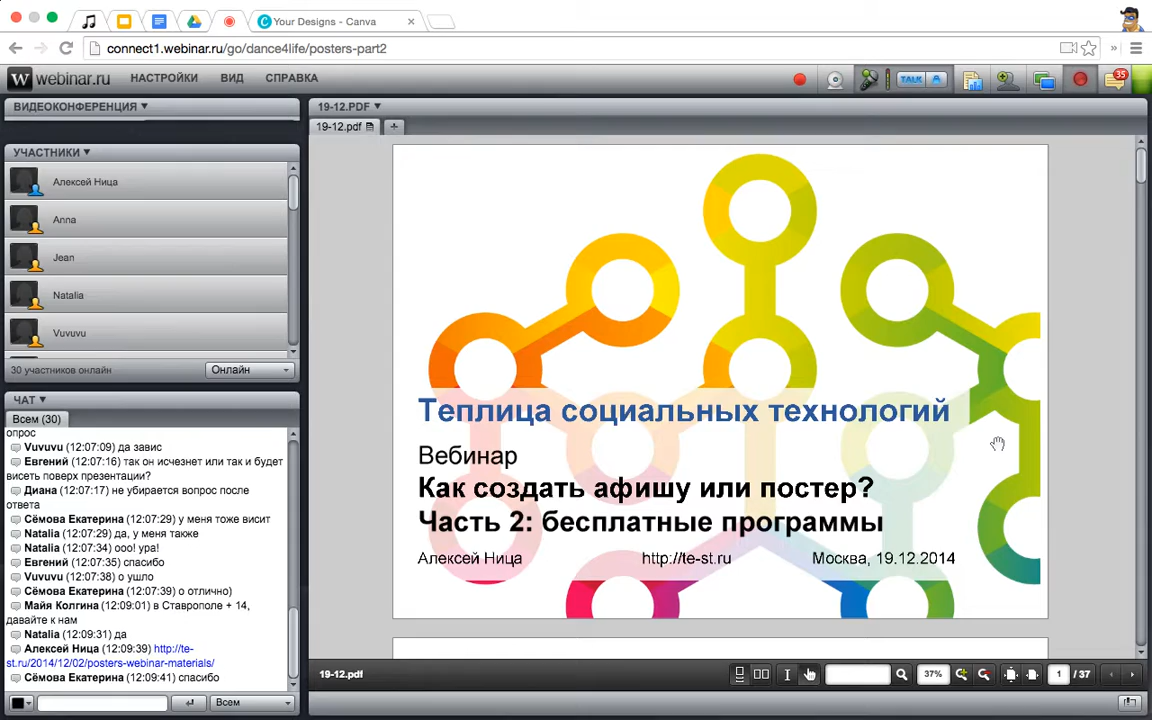 Your Designs - Canva
connect1.webinar.ru/go/dance4life/posters-part2
W webinar.ru НАСТРОЙКИ ВИД СПРАВКА
TALK A 35
ВИДЕОКОНФЕРЕНЦИЯ
УЧАСТНИКИ
Алексей Ница
Anna
Jean
Natalia
Vuvuvu
30 участников онлайн Онлайн
ЧАТ
Всем (30)
опрос
Vuvuvu (12:07:09) да завис
Евгений (12:07:16) так он исчезнет или так и будет
висеть поверх презентации?
Диана (12:07:17) не убирается вопрос после
ответа
Сёмова Екатерина (12:07:29) у меня тоже висит
Natalia (12:07:29) да, у меня также
Natalia (12:07:34) ооо! ура!
Евгений (12:07:35) спасибо
Vuvuvu (12:07:38) о ушло
Сёмова Екатерина (12:07:39) о отлично)
Майя Колгина (12:09:01) в Ставрополе + 14,
давайте к нам
Natalia (12:09:31) да
Алексей Ница (12:09:39) http://te-
st.ru/2014/12/02/posters-webinar-materials/
Сёмова Екатерина (12:09:41) спасибо
Всем
19-12.PDF
19-12.pdf
Теплица социальных технологий
Вебинар
Как создать афишу или постер?
Часть 2: бесплатные программы
Алексей Ница http://te-st.ru Москва, 19.12.2014
19-12.pdf 37% 1 / 37